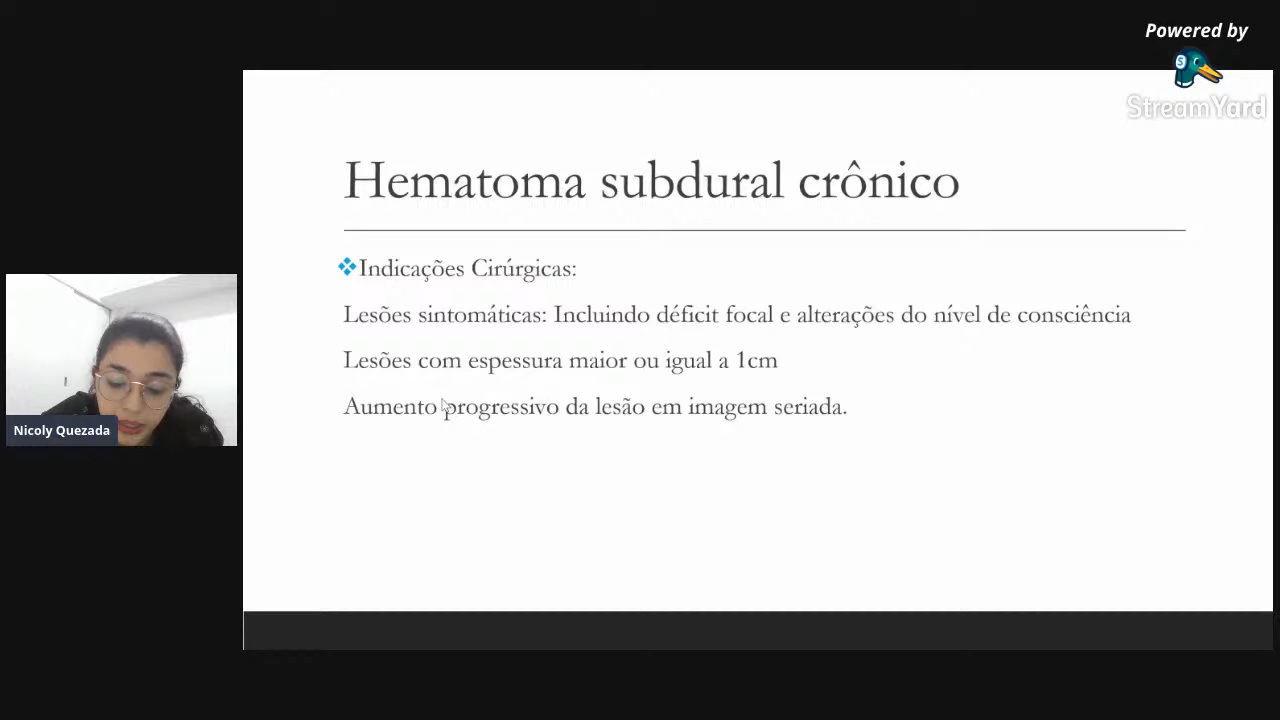 Powered by
StreamYard
Hematoma subdural crônico
Indicações Cirúrgicas:
Lesões sintomáticas: Incluindo déficit focal e alterações do nível de consciência
Lesões com espessura maior ou igual a 1cm
Aumento progressivo da lesão em imagem seriada.
Nicoly Quezada